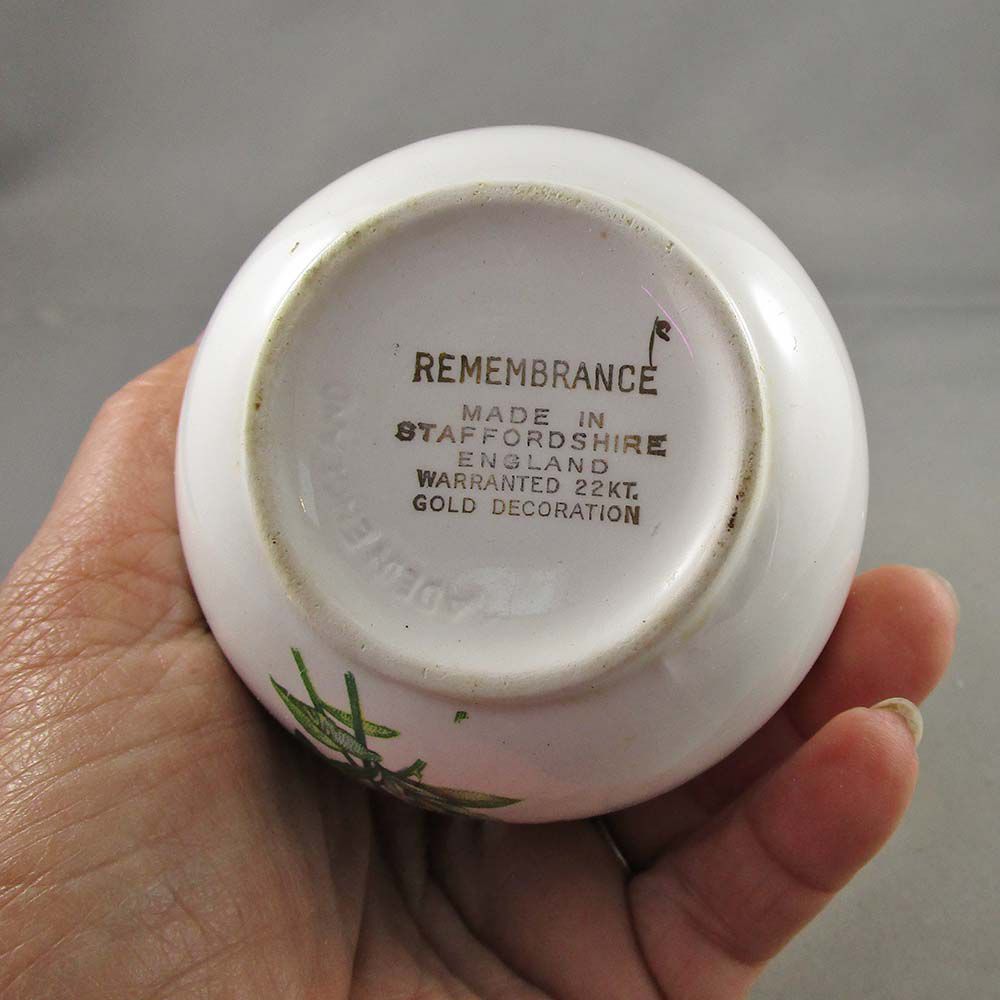 REMEMBRANCE
MADE IN
STAFFORDSHIRE
ENGLAND
WARRANTED 22KT.
GOLD DECORATION